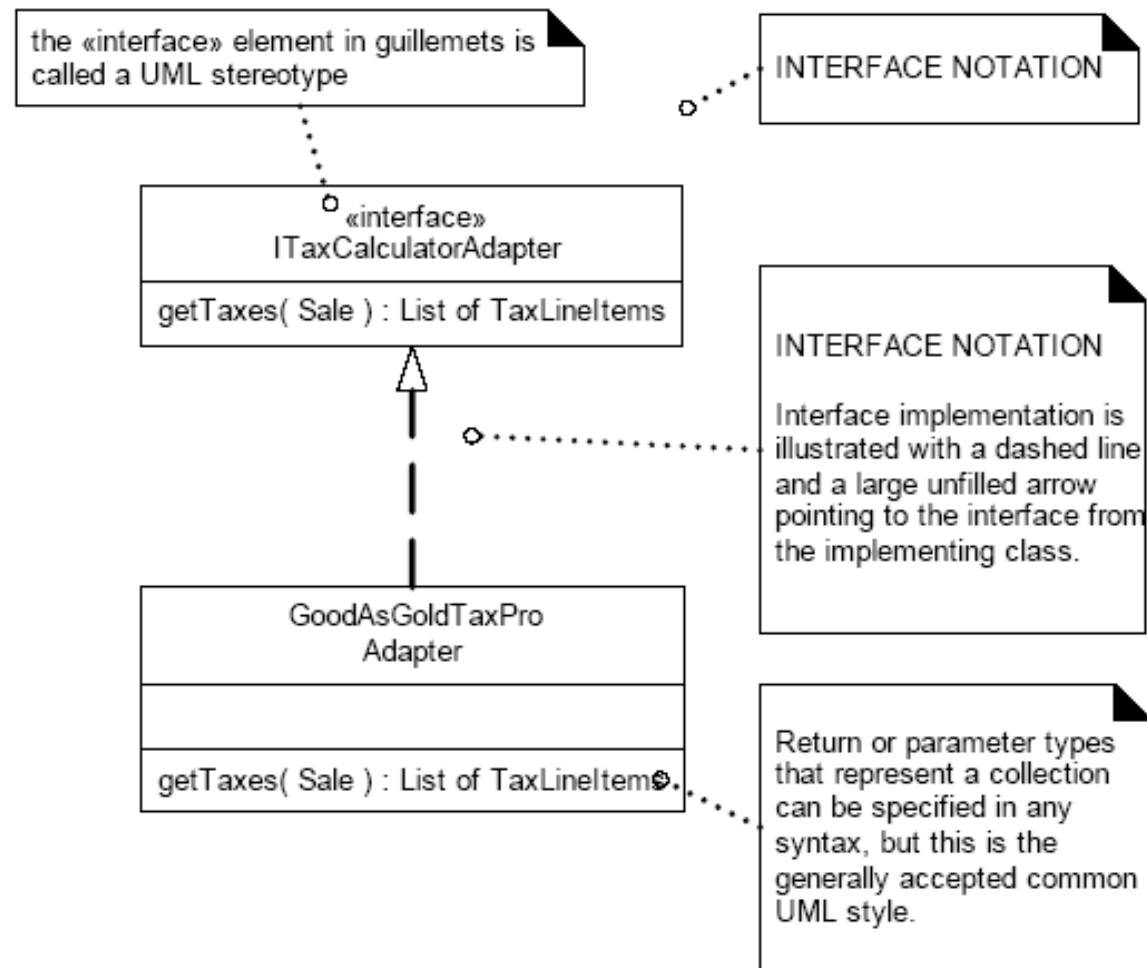 the «interface» element in guillemets is
called a UML stereotype
INTERFACE NOTATION
«interface»
ITaxCalculatorAdapter
getTaxes( Sale ) : List of TaxLineItems
INTERFACE NOTATION
Interface implementation is
illustrated with a dashed line
and a large unfilled arrow
pointing to the interface from
the implementing class.
GoodAsGoldTaxPro
Adapter
getTaxes( Sale ) : List of TaxLineItems
Return or parameter types
that represent a collection
can be specified in any
syntax, but this is the
generally accepted common
UML style.